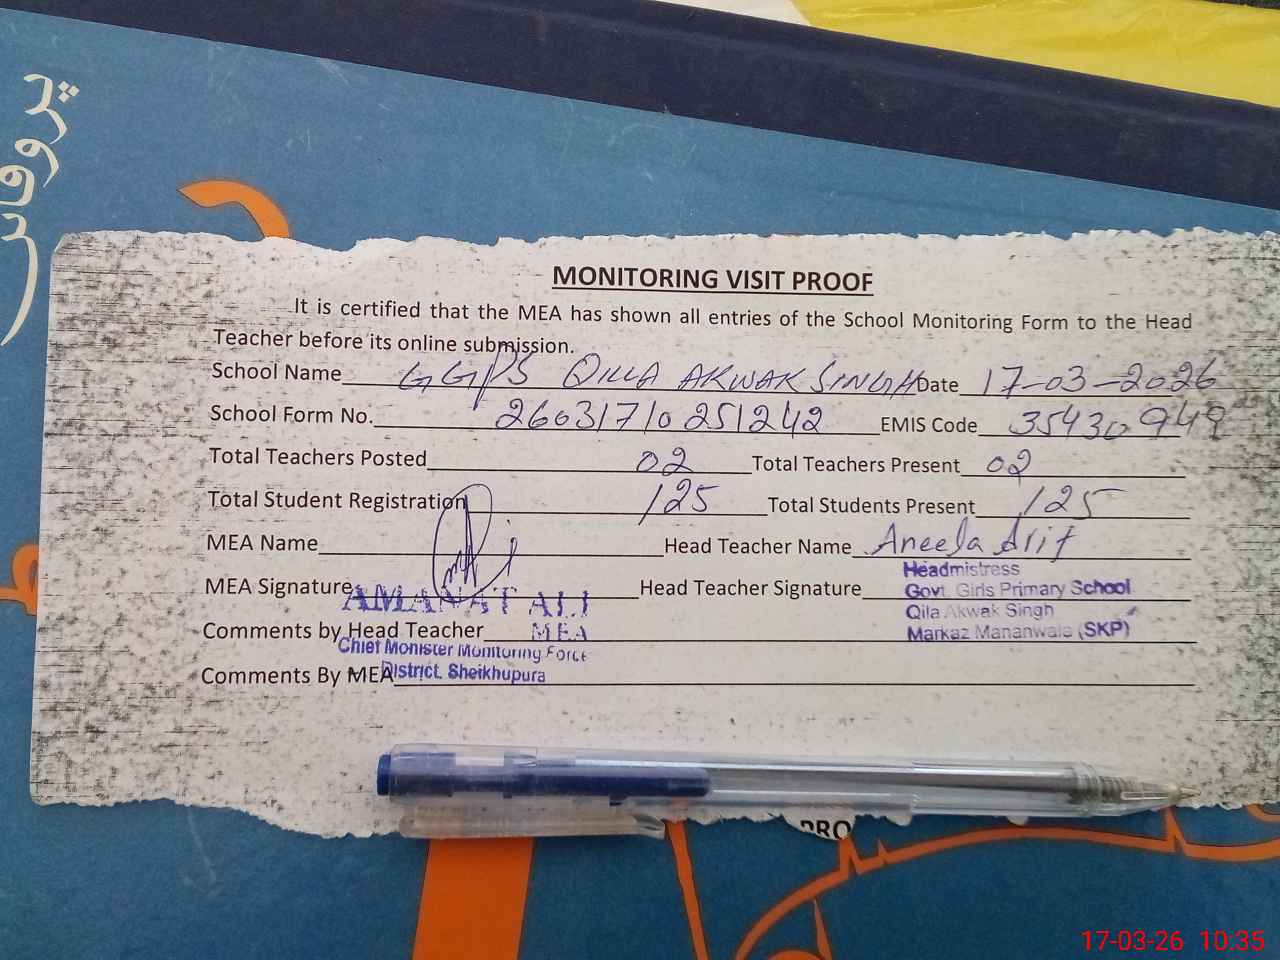 پروفائل
MONITORING VISIT PROOF
It is certified that the MEA has shown all entries of the School Monitoring Form to the Head
Teacher before its online submission.
School Name GGPS QILLA AKWAK SINGH Date 17-03-2026
School Form No. 26031710251242 EMIS Code 35430949
Total Teachers Posted 02 Total Teachers Present 02
Total Student Registration 125 Total Students Present 125
MEA Name Head Teacher Name Aneela Arif
MEA Signature Head Teacher Signature
AMANAT ALI
MEA
Chief Monister Monitoring Force
District. Sheikhupura
Headmistress
Govt. Girls Primary School
Qila Akwak Singh
Markaz Mananwala (SKP)
Comments by Head Teacher
Comments By MEA
PRO
17-03-26 10:35